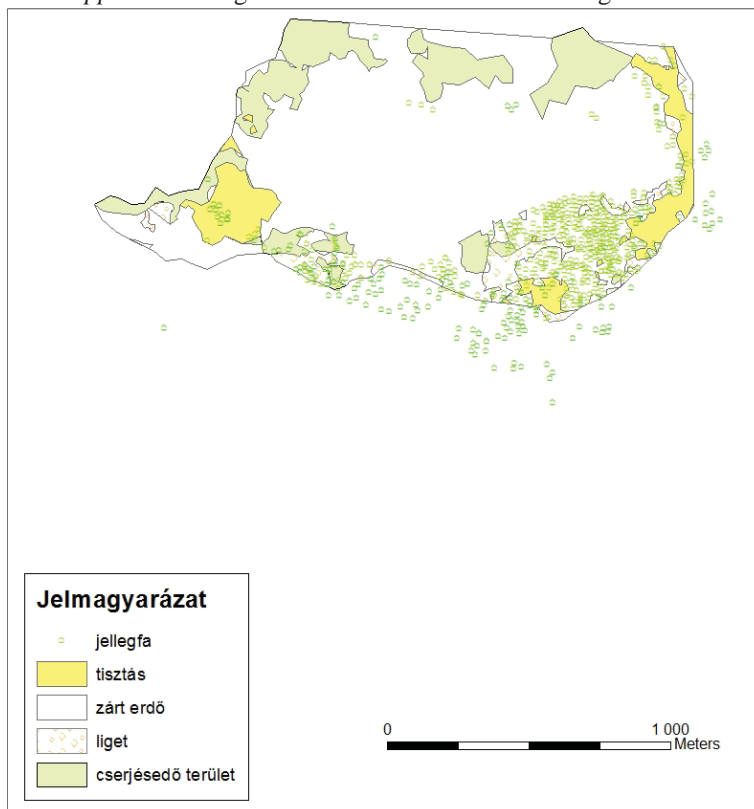 Jelmagyarázat
jellegfa
tisztás
zárt erdő
liget
cserjésedő terület
0 1 000
Meters